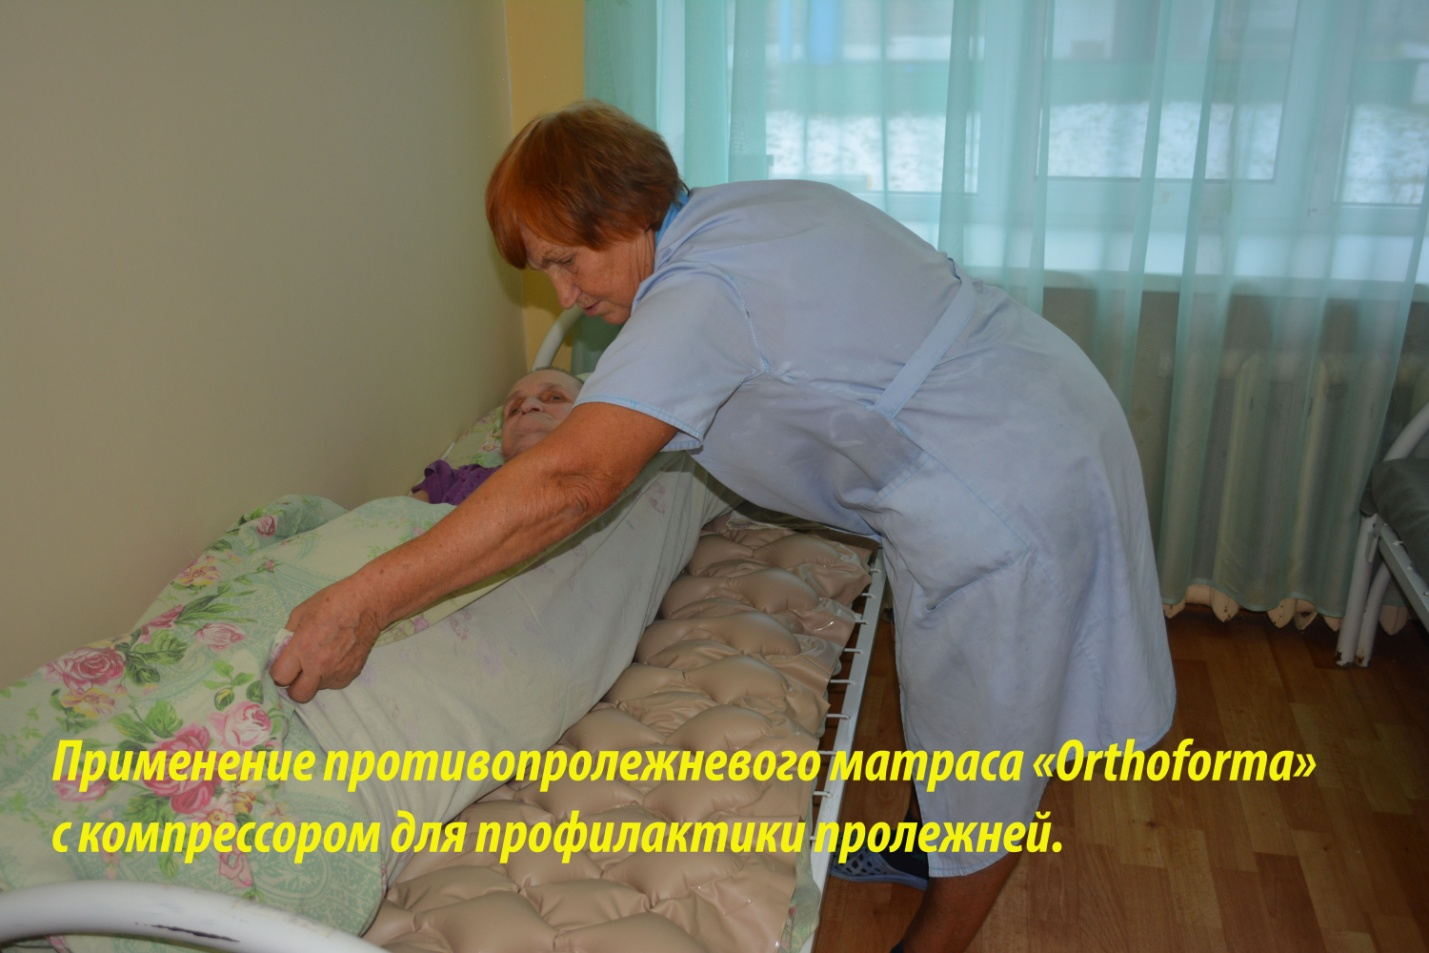 Применение противопролежневого матраса «Orthoforma»
с компрессором для профилактики пролежней.